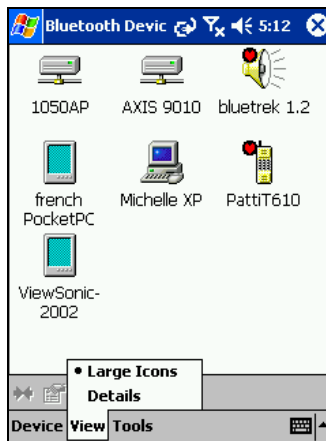 Bluetooth Devic 5:12
1050AP AXIS 9010 bluetrek 1.2
french PocketPC Michelle XP PattiT610
ViewSonic-2002
Large Icons
Details
Device View Tools